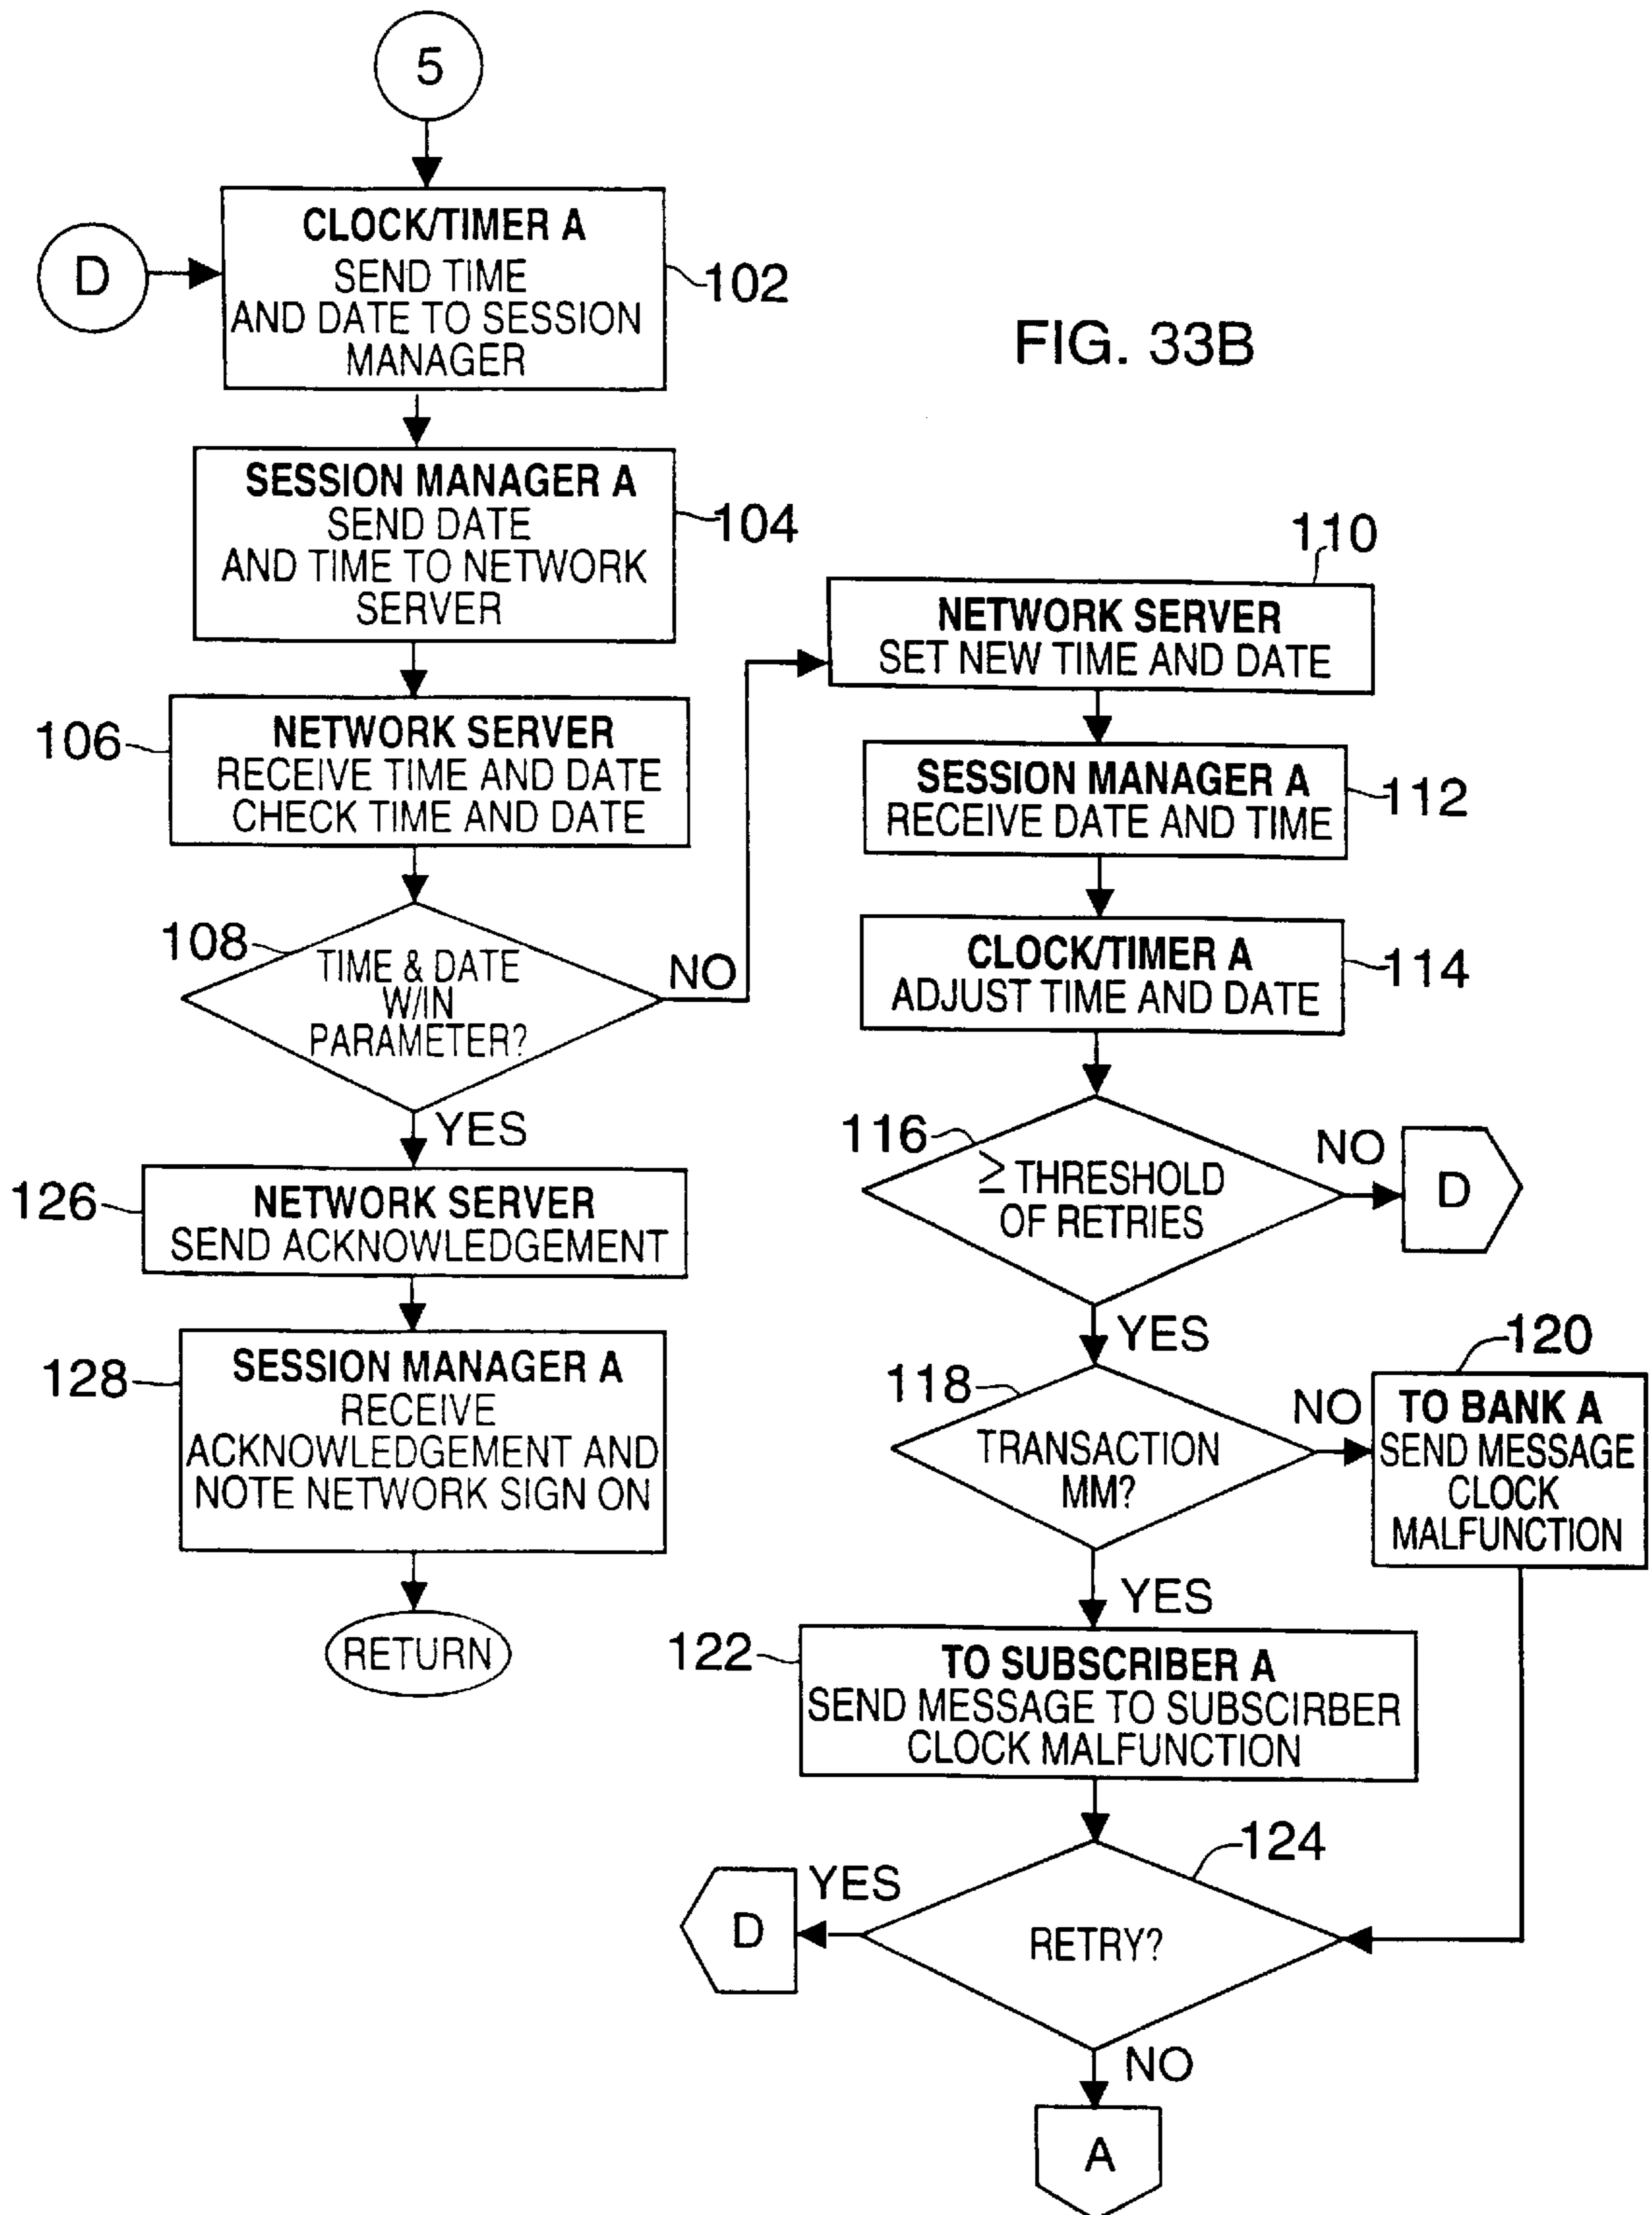 5
D
CLOCK/TIMER A
SEND TIME
AND DATE TO SESSION
MANAGER
102
FIG. 33B
SESSION MANAGER A
SEND DATE
AND TIME TO NETWORK
SERVER
104
106
NETWORK SERVER
RECEIVE TIME AND DATE
CHECK TIME AND DATE
108
TIME & DATE
W/IN
PARAMETER?
NO
YES
126
NETWORK SERVER
SEND ACKNOWLEDGEMENT
128
SESSION MANAGER A
RECEIVE
ACKNOWLEDGEMENT AND
NOTE NETWORK SIGN ON
RETURN
110
NETWORK SERVER
SET NEW TIME AND DATE
SESSION MANAGER A
RECEIVE DATE AND TIME
112
CLOCK/TIMER A
ADJUST TIME AND DATE
114
116
≥ THRESHOLD
OF RETRIES
NO
D
YES
118
TRANSACTION
MM?
NO
120
TO BANK A
SEND MESSAGE
CLOCK
MALFUNCTION
YES
122
TO SUBSCRIBER A
SEND MESSAGE TO SUBSCIRBER
CLOCK MALFUNCTION
124
RETRY?
YES
D
NO
A